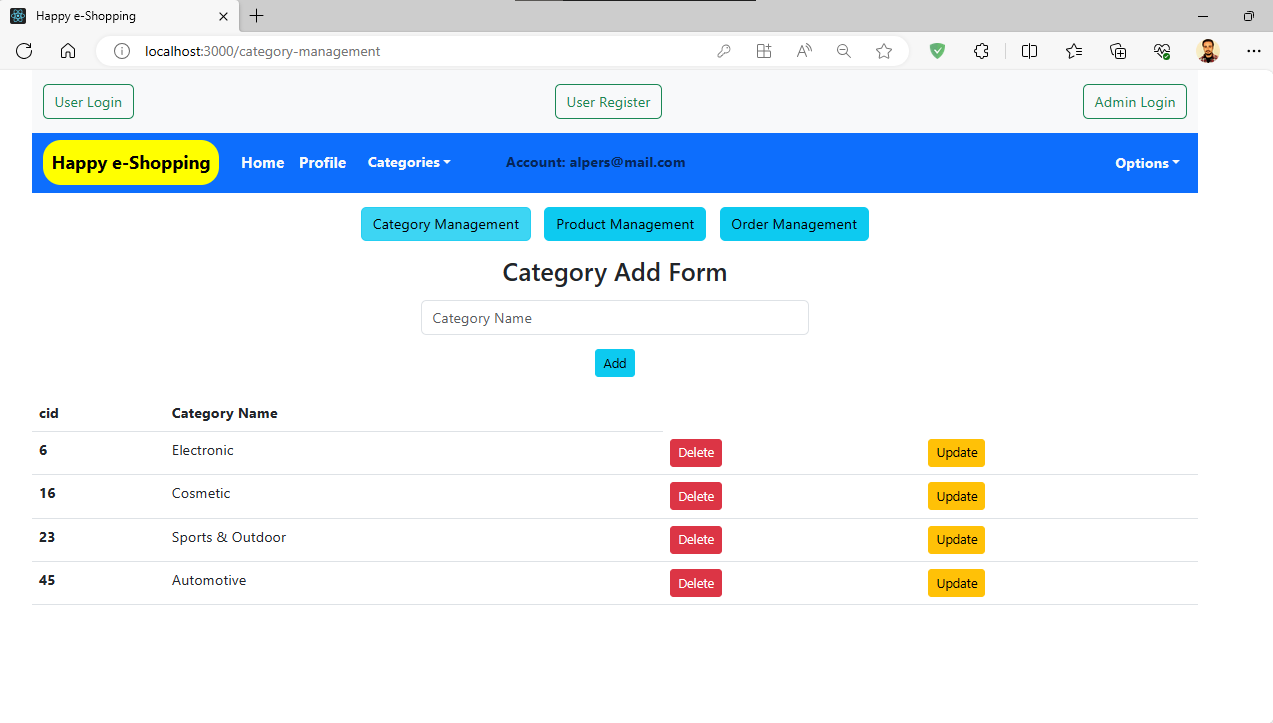 Happy e-Shopping
localhost:3000/category-management
User Login User Register Admin Login
Happy e-Shopping Home Profile Categories Account: alpers@mail.com Options
Category Management Product Management Order Management
Category Add Form
Category Name
Add
cid Category Name
6 Electronic Delete Update
16 Cosmetic Delete Update
23 Sports & Outdoor Delete Update
45 Automotive Delete Update